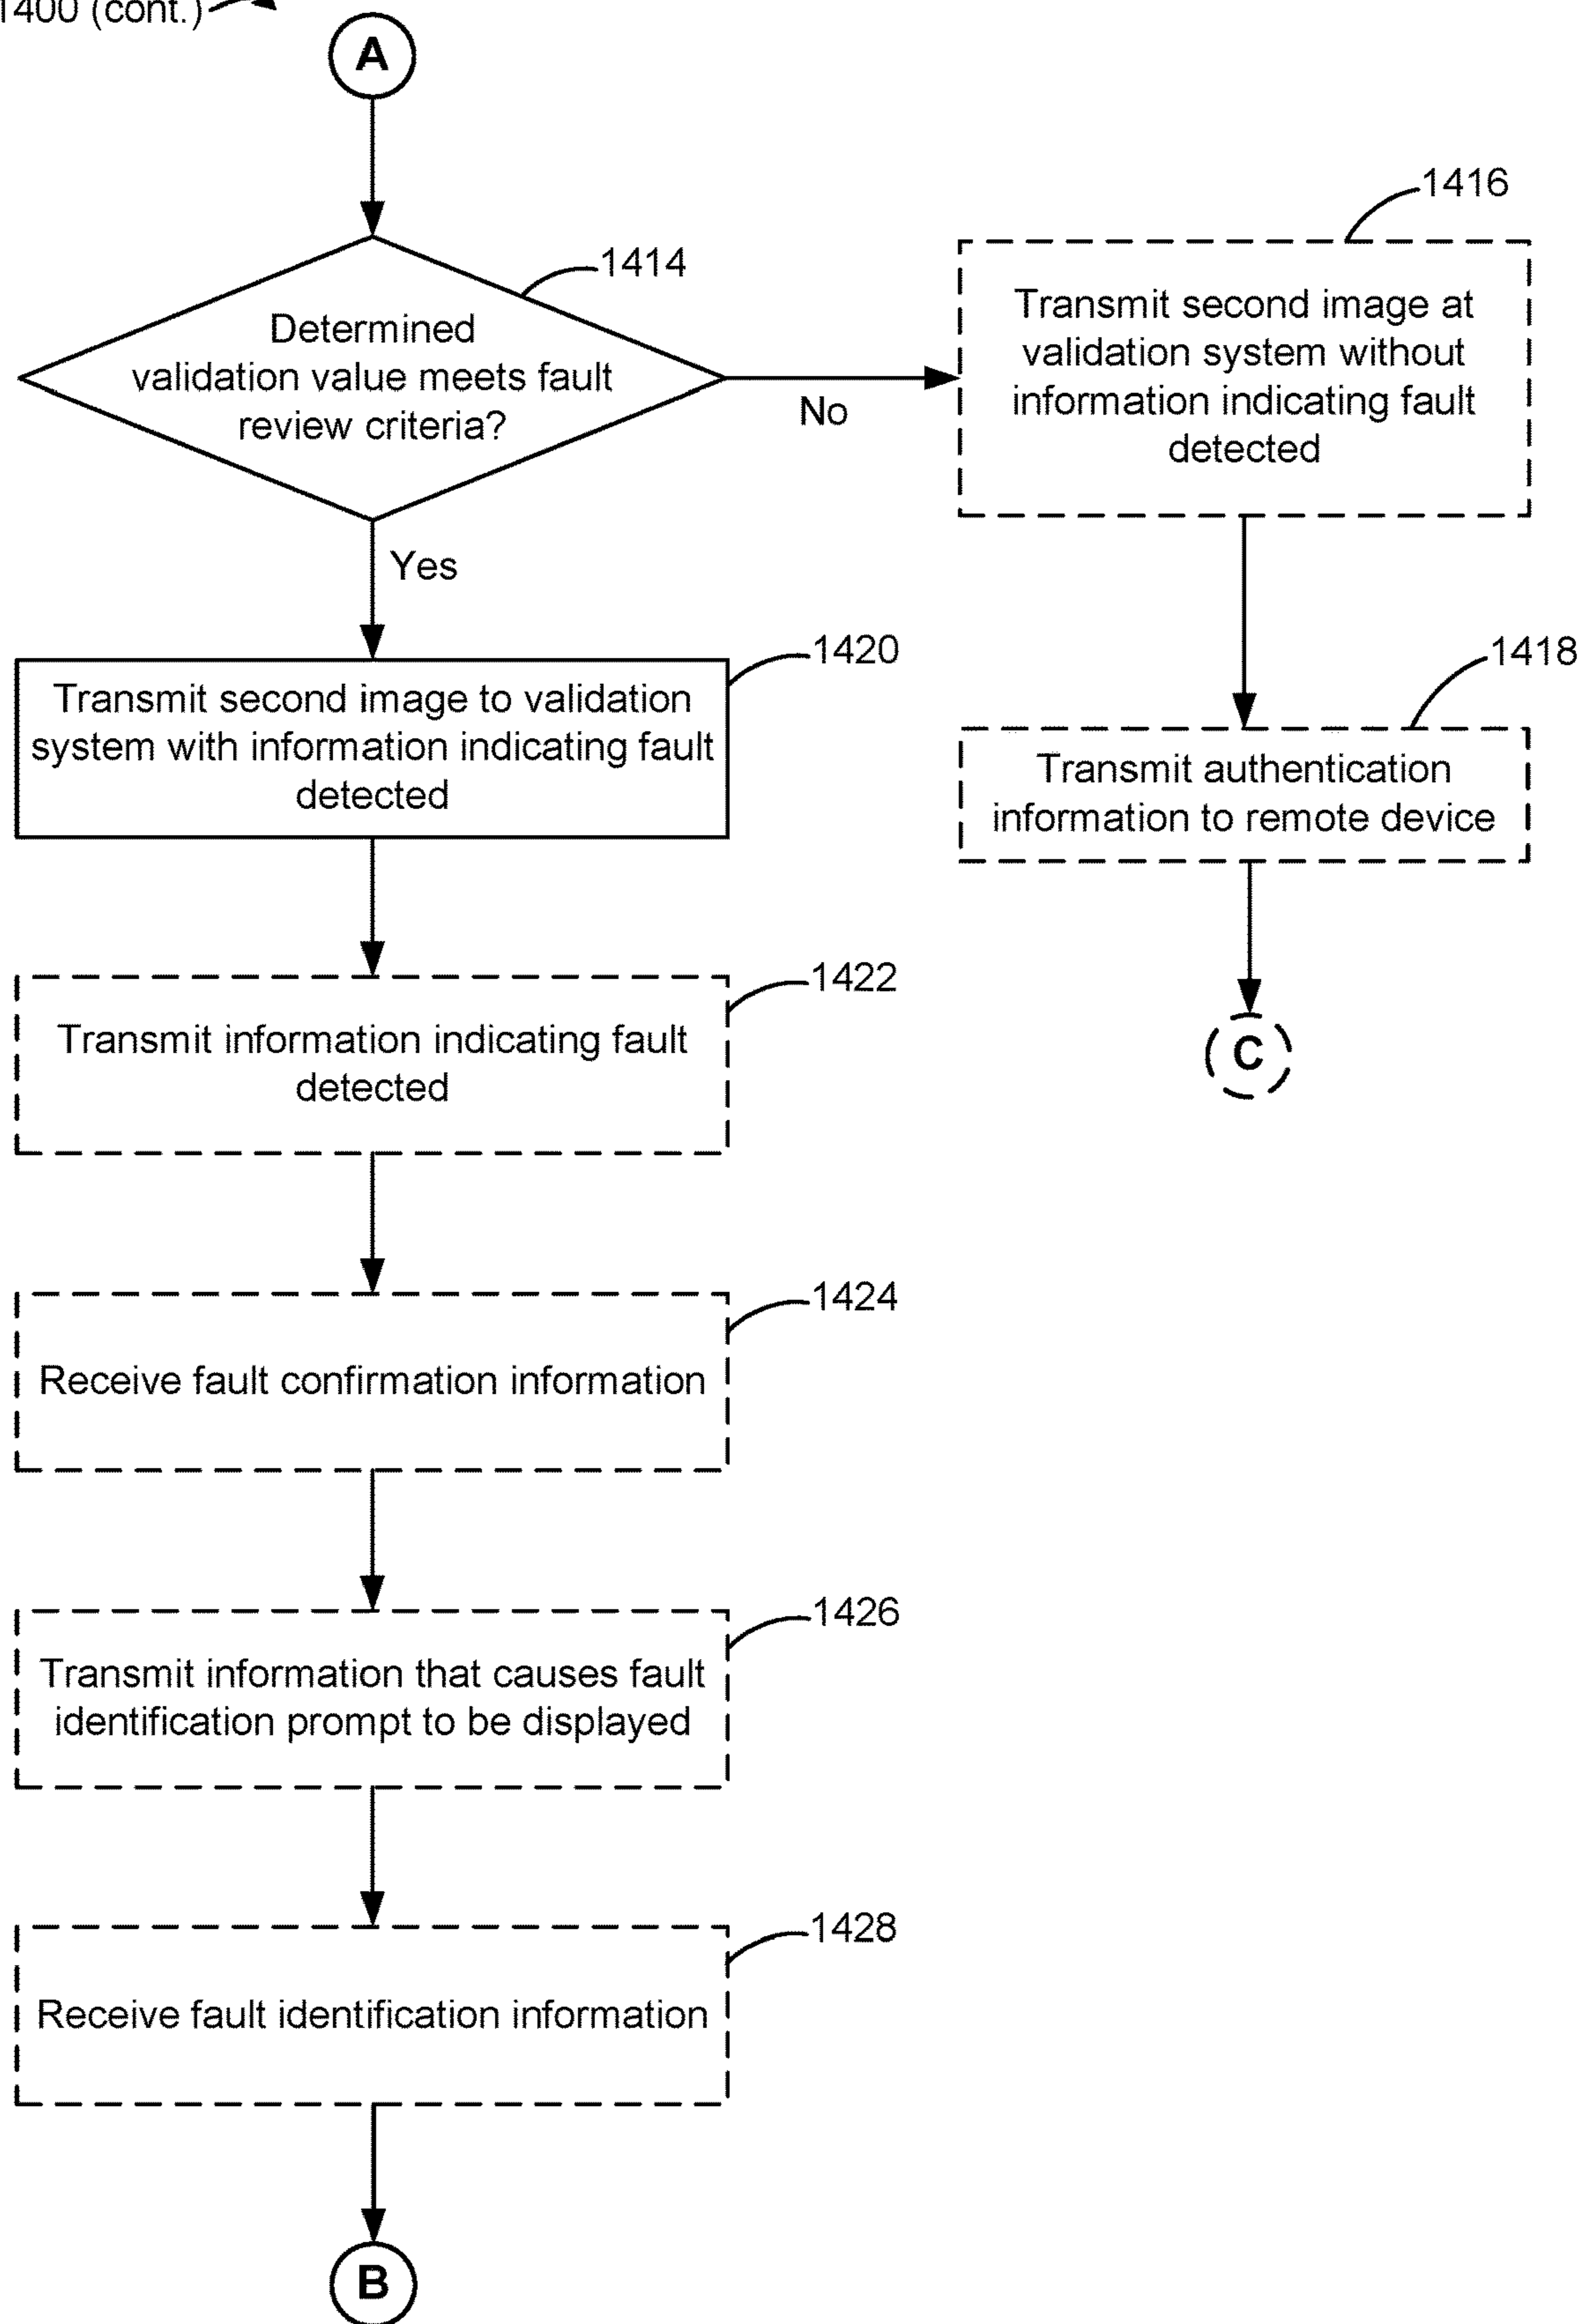 1400 (cont.)
A
1414
Determined
validation value meets fault
review criteria?
No
Yes
1416
Transmit second image at
validation system without
information indicating fault
detected
1418
Transmit authentication
information to remote device
C
1420
Transmit second image to validation
system with information indicating fault
detected
1422
Transmit information indicating fault
detected
1424
Receive fault confirmation information
1426
Transmit information that causes fault
identification prompt to be displayed
1428
Receive fault identification information
B